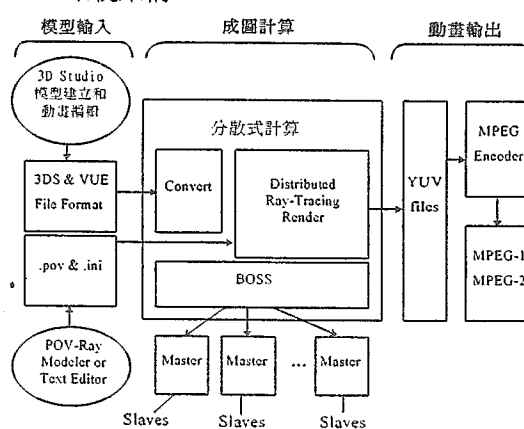 模型輸入
成圖計算
動畫輸出
3D Studio
模型建立和
動畫編輯
3DS & VUE
File Format
.pov & .ini
POV-Ray
Modeler or
Text Editor
分散式計算
Convert
Distributed
Ray-Tracing
Render
BOSS
Master
Master
...
Master
Slaves
Slaves
Slaves
YUV
files
MPEG
Encoder
MPEG-1
MPEG-2